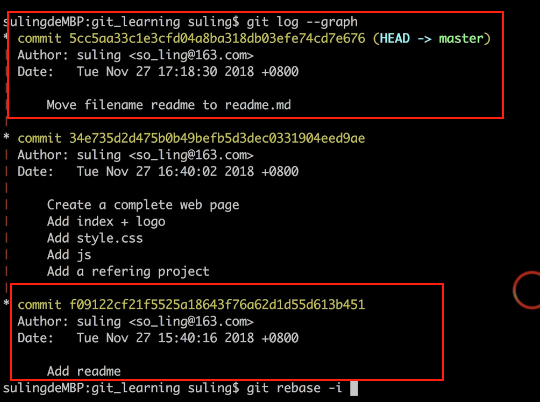 sulingdeMBP:git_learning suling$ git log --graph
* commit 5cc5aa33c1e3cfd04a8ba318db03efe74cd7e676 (HEAD -> master)
| Author: suling <so_ling@163.com>
| Date:   Tue Nov 27 17:18:30 2018 +0800
|
|     Move filename readme to readme.md
|
* commit 34e735d2d475b0b49befb5d3dec0331904eed9ae
| Author: suling <so_ling@163.com>
| Date:   Tue Nov 27 16:40:02 2018 +0800
|
|     Create a complete web page
|     Add index + logo
|     Add style.css
|     Add js
|     Add a refering project
|
* commit f09122cf21f5525a18643f76a62d1d55d613b451
  Author: suling <so_ling@163.com>
  Date:   Tue Nov 27 15:40:16 2018 +0800

      Add readme
sulingdeMBP:git_learning suling$ git rebase -i